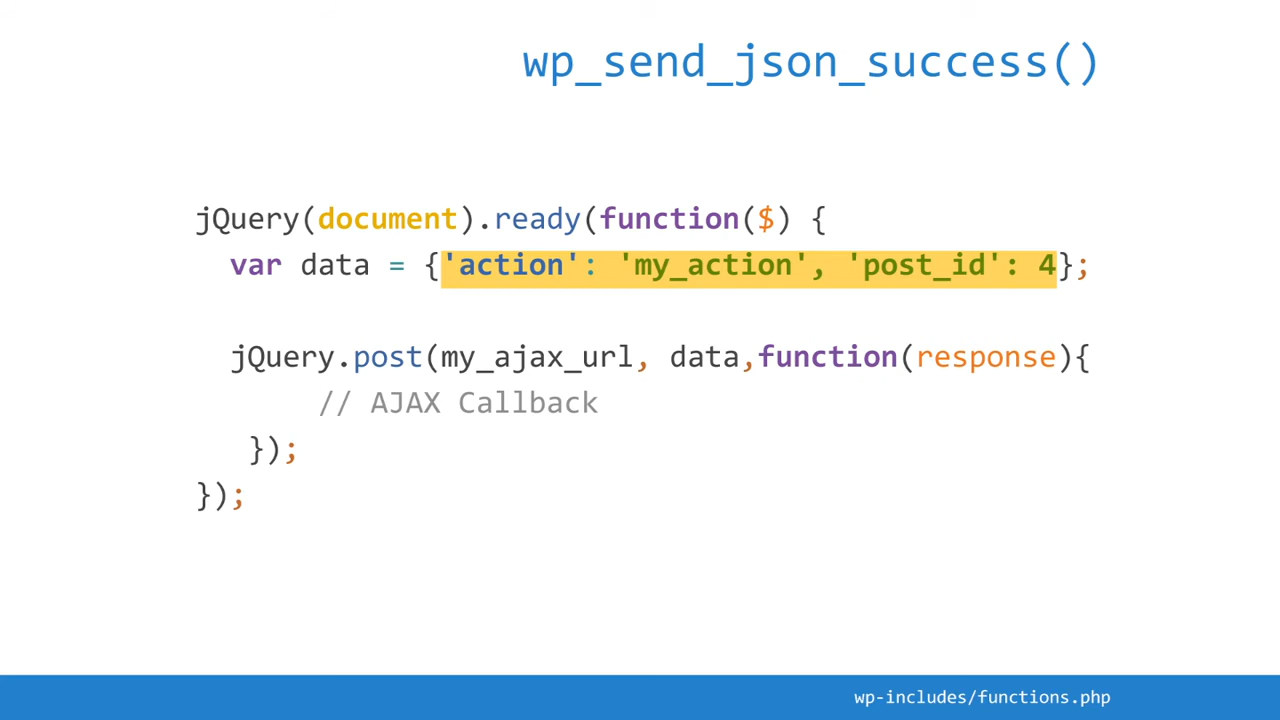 wp_send_json_success()
jQuery(document).ready(function($) {
var data = {'action': 'my_action', 'post_id': 4};
jQuery.post(my_ajax_url, data,function(response){
// AJAX Callback
});
});
wp-includes/functions.php